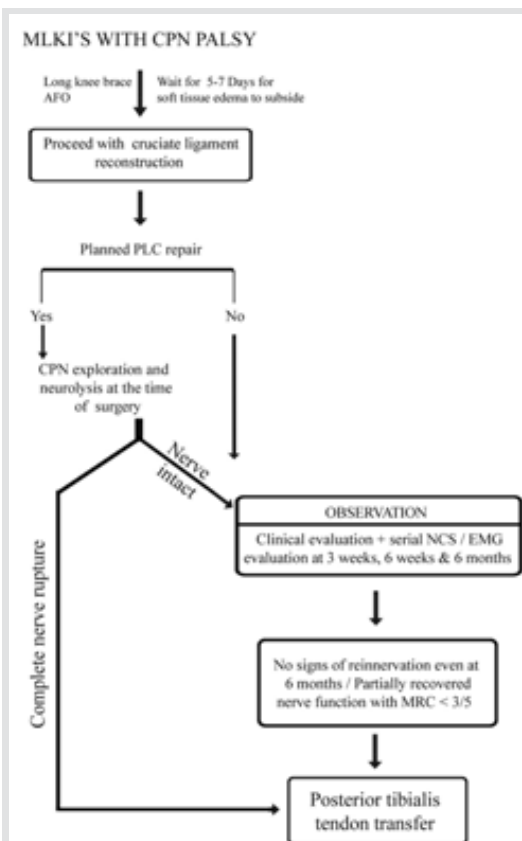 MLKI'S WITH CPN PALSY
Long knee brace
AFO
Wait for 5-7 Days for
soft tissue edema to subside
Proceed with cruciate ligament
reconstruction
Planned PLC repair
Yes
No
CPN exploration and
neurolysis at the time
of surgery
Nerve
intact
Complete nerve rupture
OBSERVATION
Clinical evaluation + serial NCS / EMG
evaluation at 3 weeks, 6 weeks & 6 months
No signs of reinnervation even at
6 months / Partially recovered
nerve function with MRC < 3/5
Posterior tibialis
tendon transfer